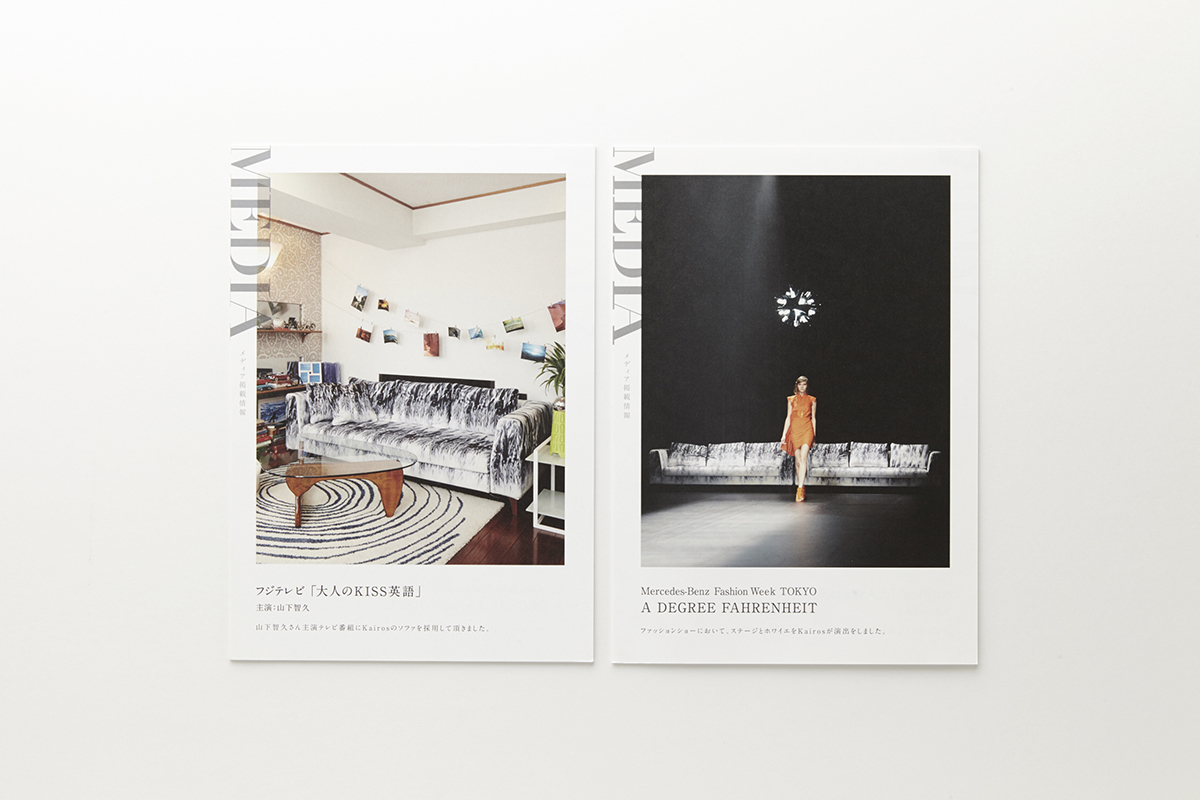 MEDIA
メディア掲載情報
フジテレビ「大人のKISS英語」
主演：山下智久
山下智久さん主演テレビ番組にKairosのソファを採用して頂きました。
MEDIA
メディア掲載情報
Mercedes-Benz Fashion Week TOKYO
A DEGREE FAHRENHEIT
ファッションショーにおいて、ステージとホワイエをKairosが演出をしました。